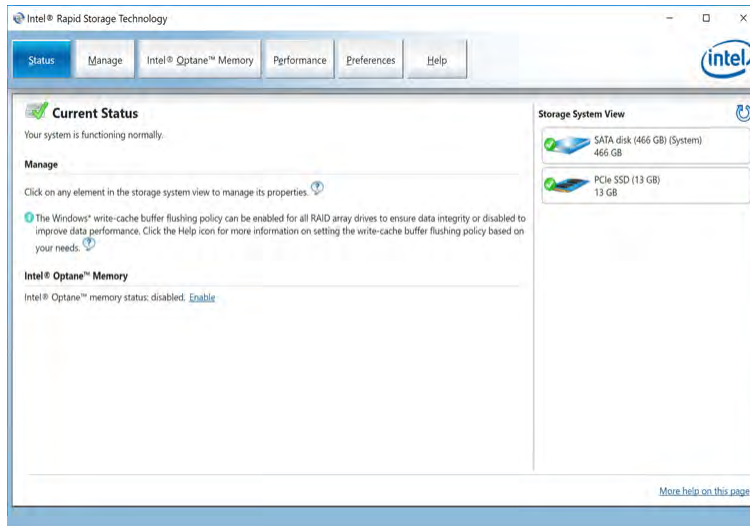 Intel® Rapid Storage Technology
Status
Manage
Intel® Optane™ Memory
Performance
Preferences
Help
intel
Current Status
Your system is functioning normally.
Manage
Click on any element in the storage system view to manage its properties.
The Windows* write-cache buffer flushing policy can be enabled for all RAID array drives to ensure data integrity or disabled to
improve data performance. Click the Help icon for more information on setting the write-cache buffer flushing policy based on
your needs.
Intel® Optane™ Memory
Intel® Optane™ memory status: disabled. Enable
Storage System View
SATA disk (466 GB) (System)
466 GB
PCIe SSD (13 GB)
13 GB
More help on this page